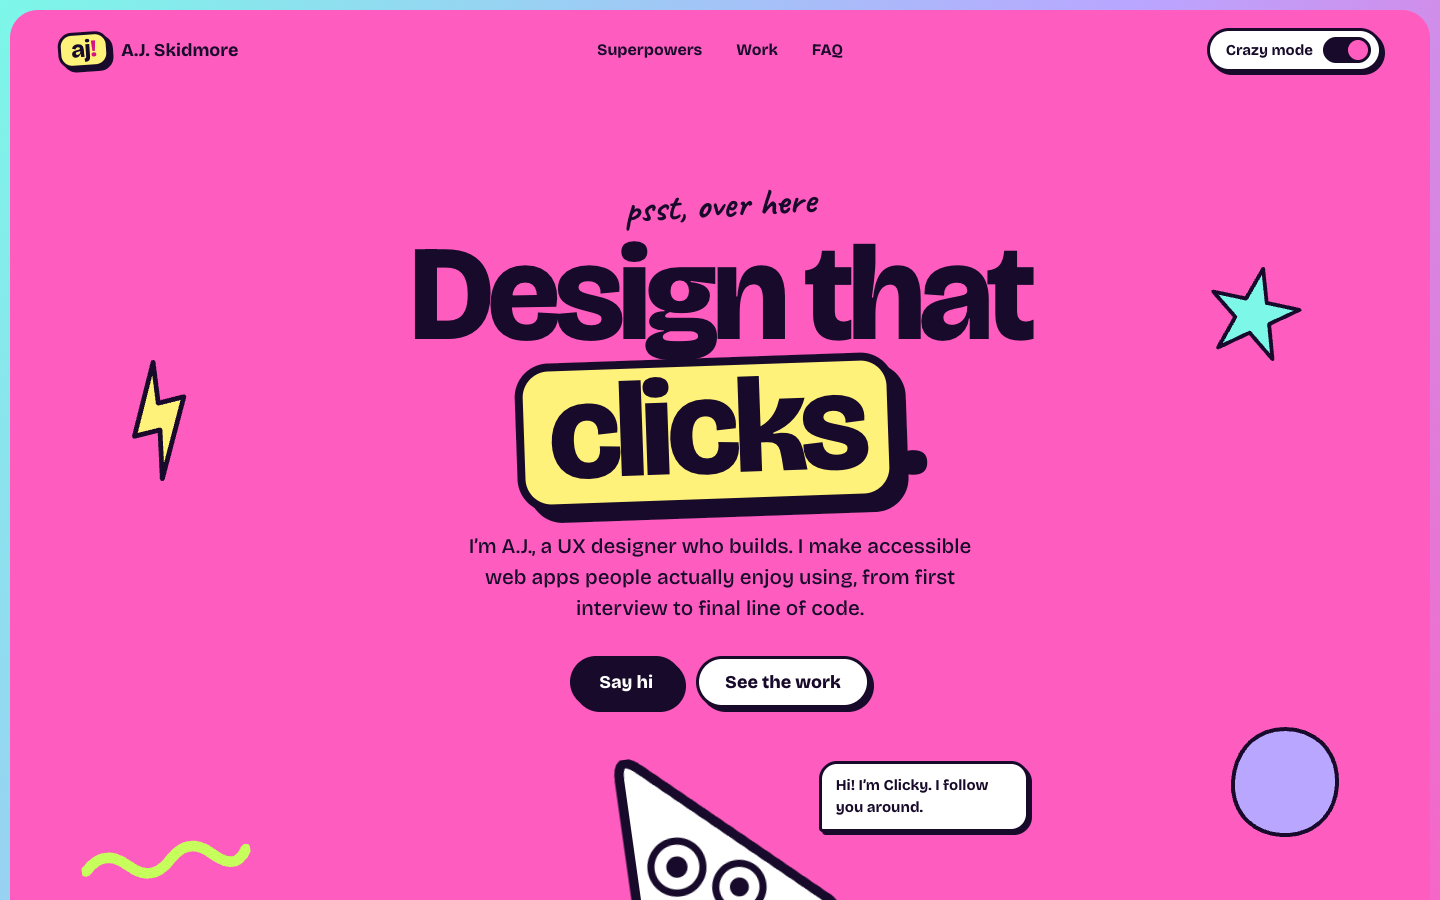 aj!
A.J. Skidmore
Superpowers
Work
FAQ
Crazy mode
psst, over here
Design that
clicks.
I'm A.J., a UX designer who builds. I make accessible
web apps people actually enjoy using, from first
interview to final line of code.
Say hi
See the work
Hi! I'm Clicky. I follow
you around.